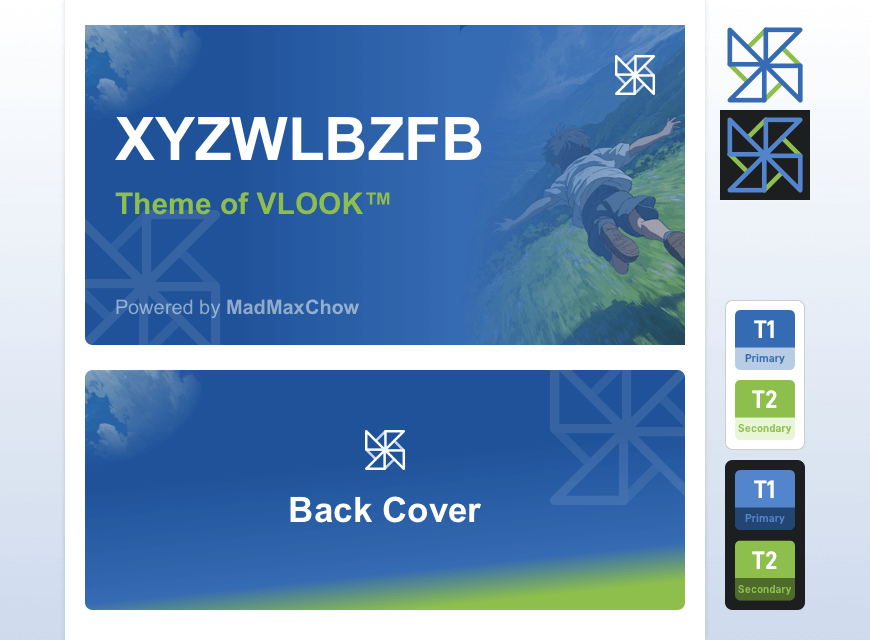 XYZWLBZFB
Theme of VLOOK™
Powered by MadMaxChow
Back Cover
T1
Primary
T2
Secondary
T1
Primary
T2
Secondary